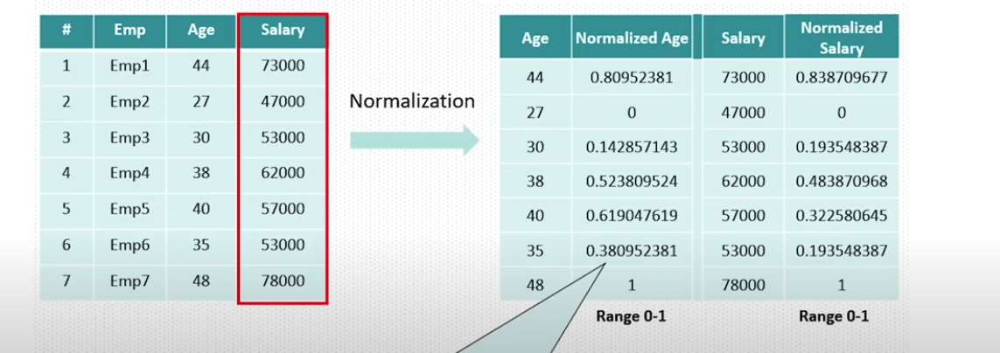 # Emp Age Salary
1 Emp1 44 73000
2 Emp2 27 47000
3 Emp3 30 53000
4 Emp4 38 62000
5 Emp5 40 57000
6 Emp6 35 53000
7 Emp7 48 78000
Normalization
Age Normalized Age Salary Normalized
Salary
44 0.80952381 73000 0.838709677
27 0 47000 0
30 0.142857143 53000 0.193548387
38 0.523809524 62000 0.483870968
40 0.619047619 57000 0.322580645
35 0.380952381 53000 0.193548387
48 1 78000 1
Range 0-1 Range 0-1